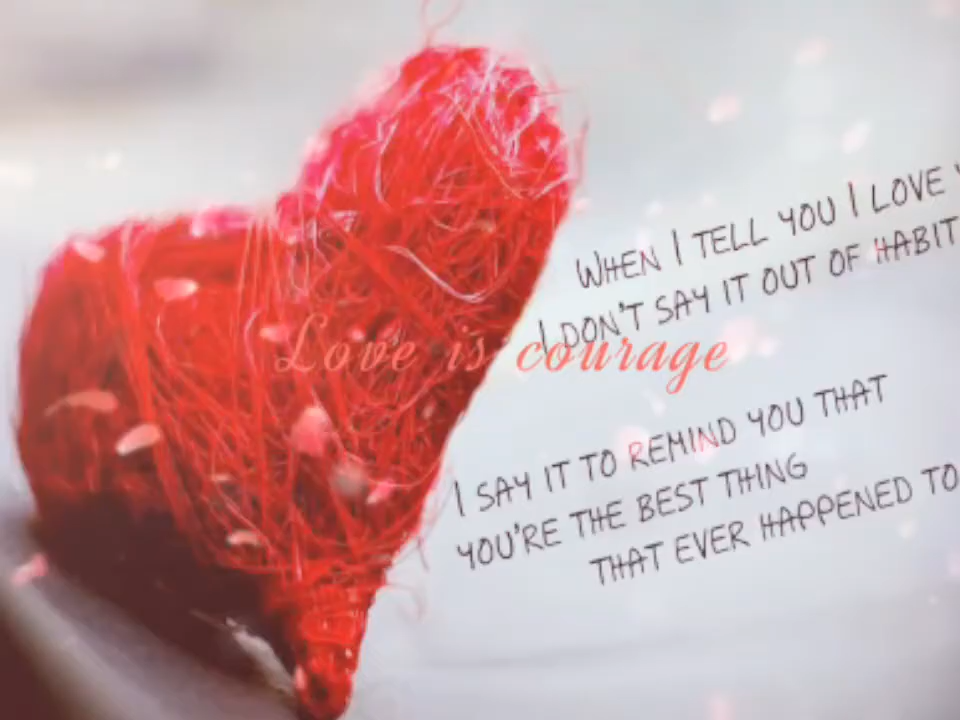 WHEN I TELL YOU I LOVE
I DON'T SAY IT OUT OF HABIT
Love is courage
I SAY IT TO REMIND YOU THAT
YOU'RE THE BEST THING
THAT EVER HAPPENED TO